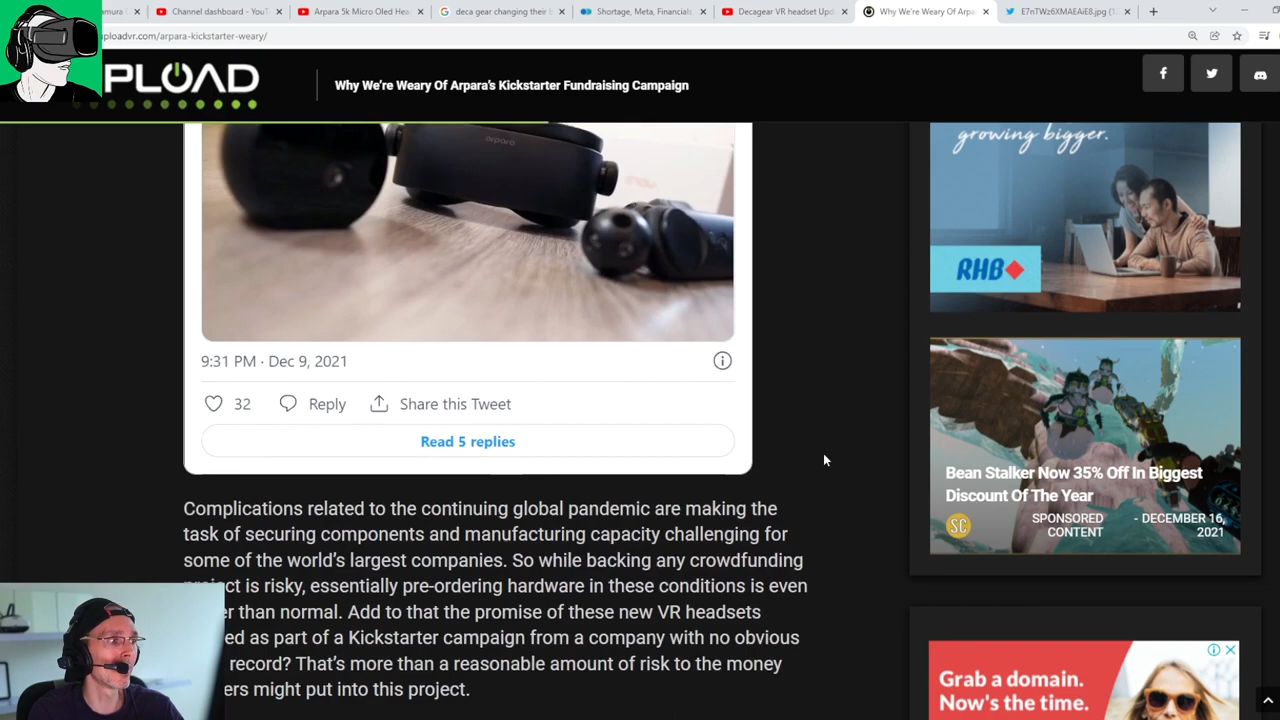 Channel dashboard - YouT
Arpara 5k Micro Oled Hea
deca gear changing their b
Shortage, Meta, Financials
Decagear VR headset Upd
Why We're Weary Of Arpa
E7nTWz6XMAEAiE8.jpg (1
uploadvr.com/arpara-kickstarter-weary/
PLOAD
Why We're Weary Of Arpara's Kickstarter Fundraising Campaign
growing bigger.
arpara
RHB
9:31 PM · Dec 9, 2021
32 Reply Share this Tweet
Read 5 replies
Bean Stalker Now 35% Off In Biggest
Discount Of The Year
SC SPONSORED CONTENT - DECEMBER 16, 2021
Complications related to the continuing global pandemic are making the
task of securing components and manufacturing capacity challenging for
some of the world's largest companies. So while backing any crowdfunding
is risky, essentially pre-ordering hardware in these conditions is even
than normal. Add to that the promise of these new VR headsets
as part of a Kickstarter campaign from a company with no obvious
record? That's more than a reasonable amount of risk to the money
might put into this project.
Grab a domain.
Now's the time.